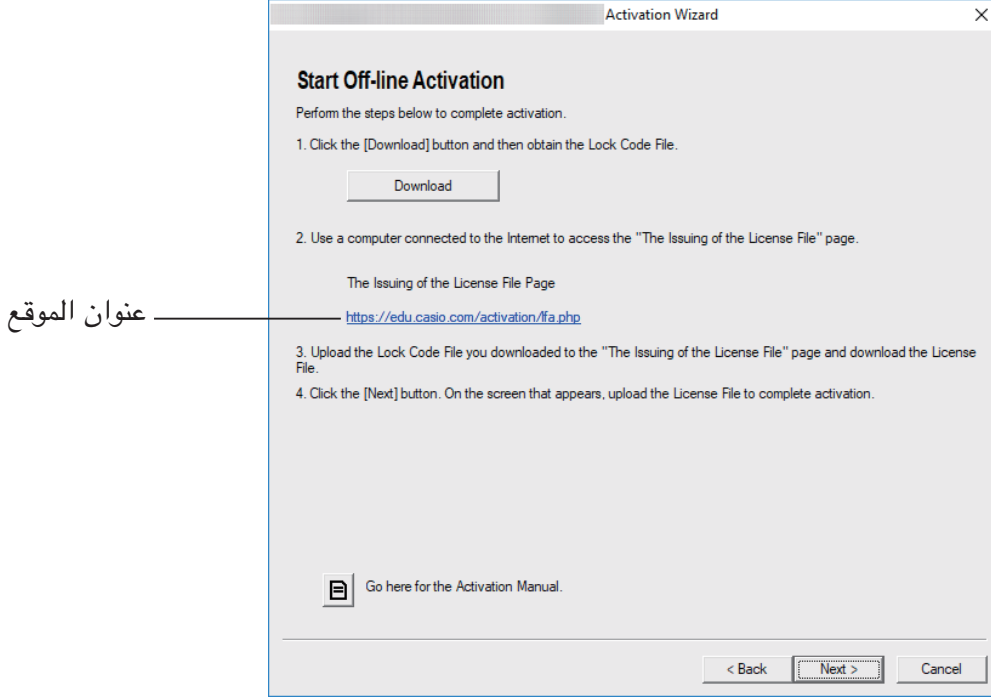 Activation Wizard
Start Off-line Activation
Perform the steps below to complete activation.
1. Click the [Download] button and then obtain the Lock Code File.
Download
2. Use a computer connected to the Internet to access the "The Issuing of the License File" page.
The Issuing of the License File Page
عنوان الموقع
https://edu.casio.com/activation/lfa.php
3. Upload the Lock Code File you downloaded to the "The Issuing of the License File" page and download the License
File.
4. Click the [Next] button. On the screen that appears, upload the License File to complete activation.
Go here for the Activation Manual.
< Back Next > Cancel